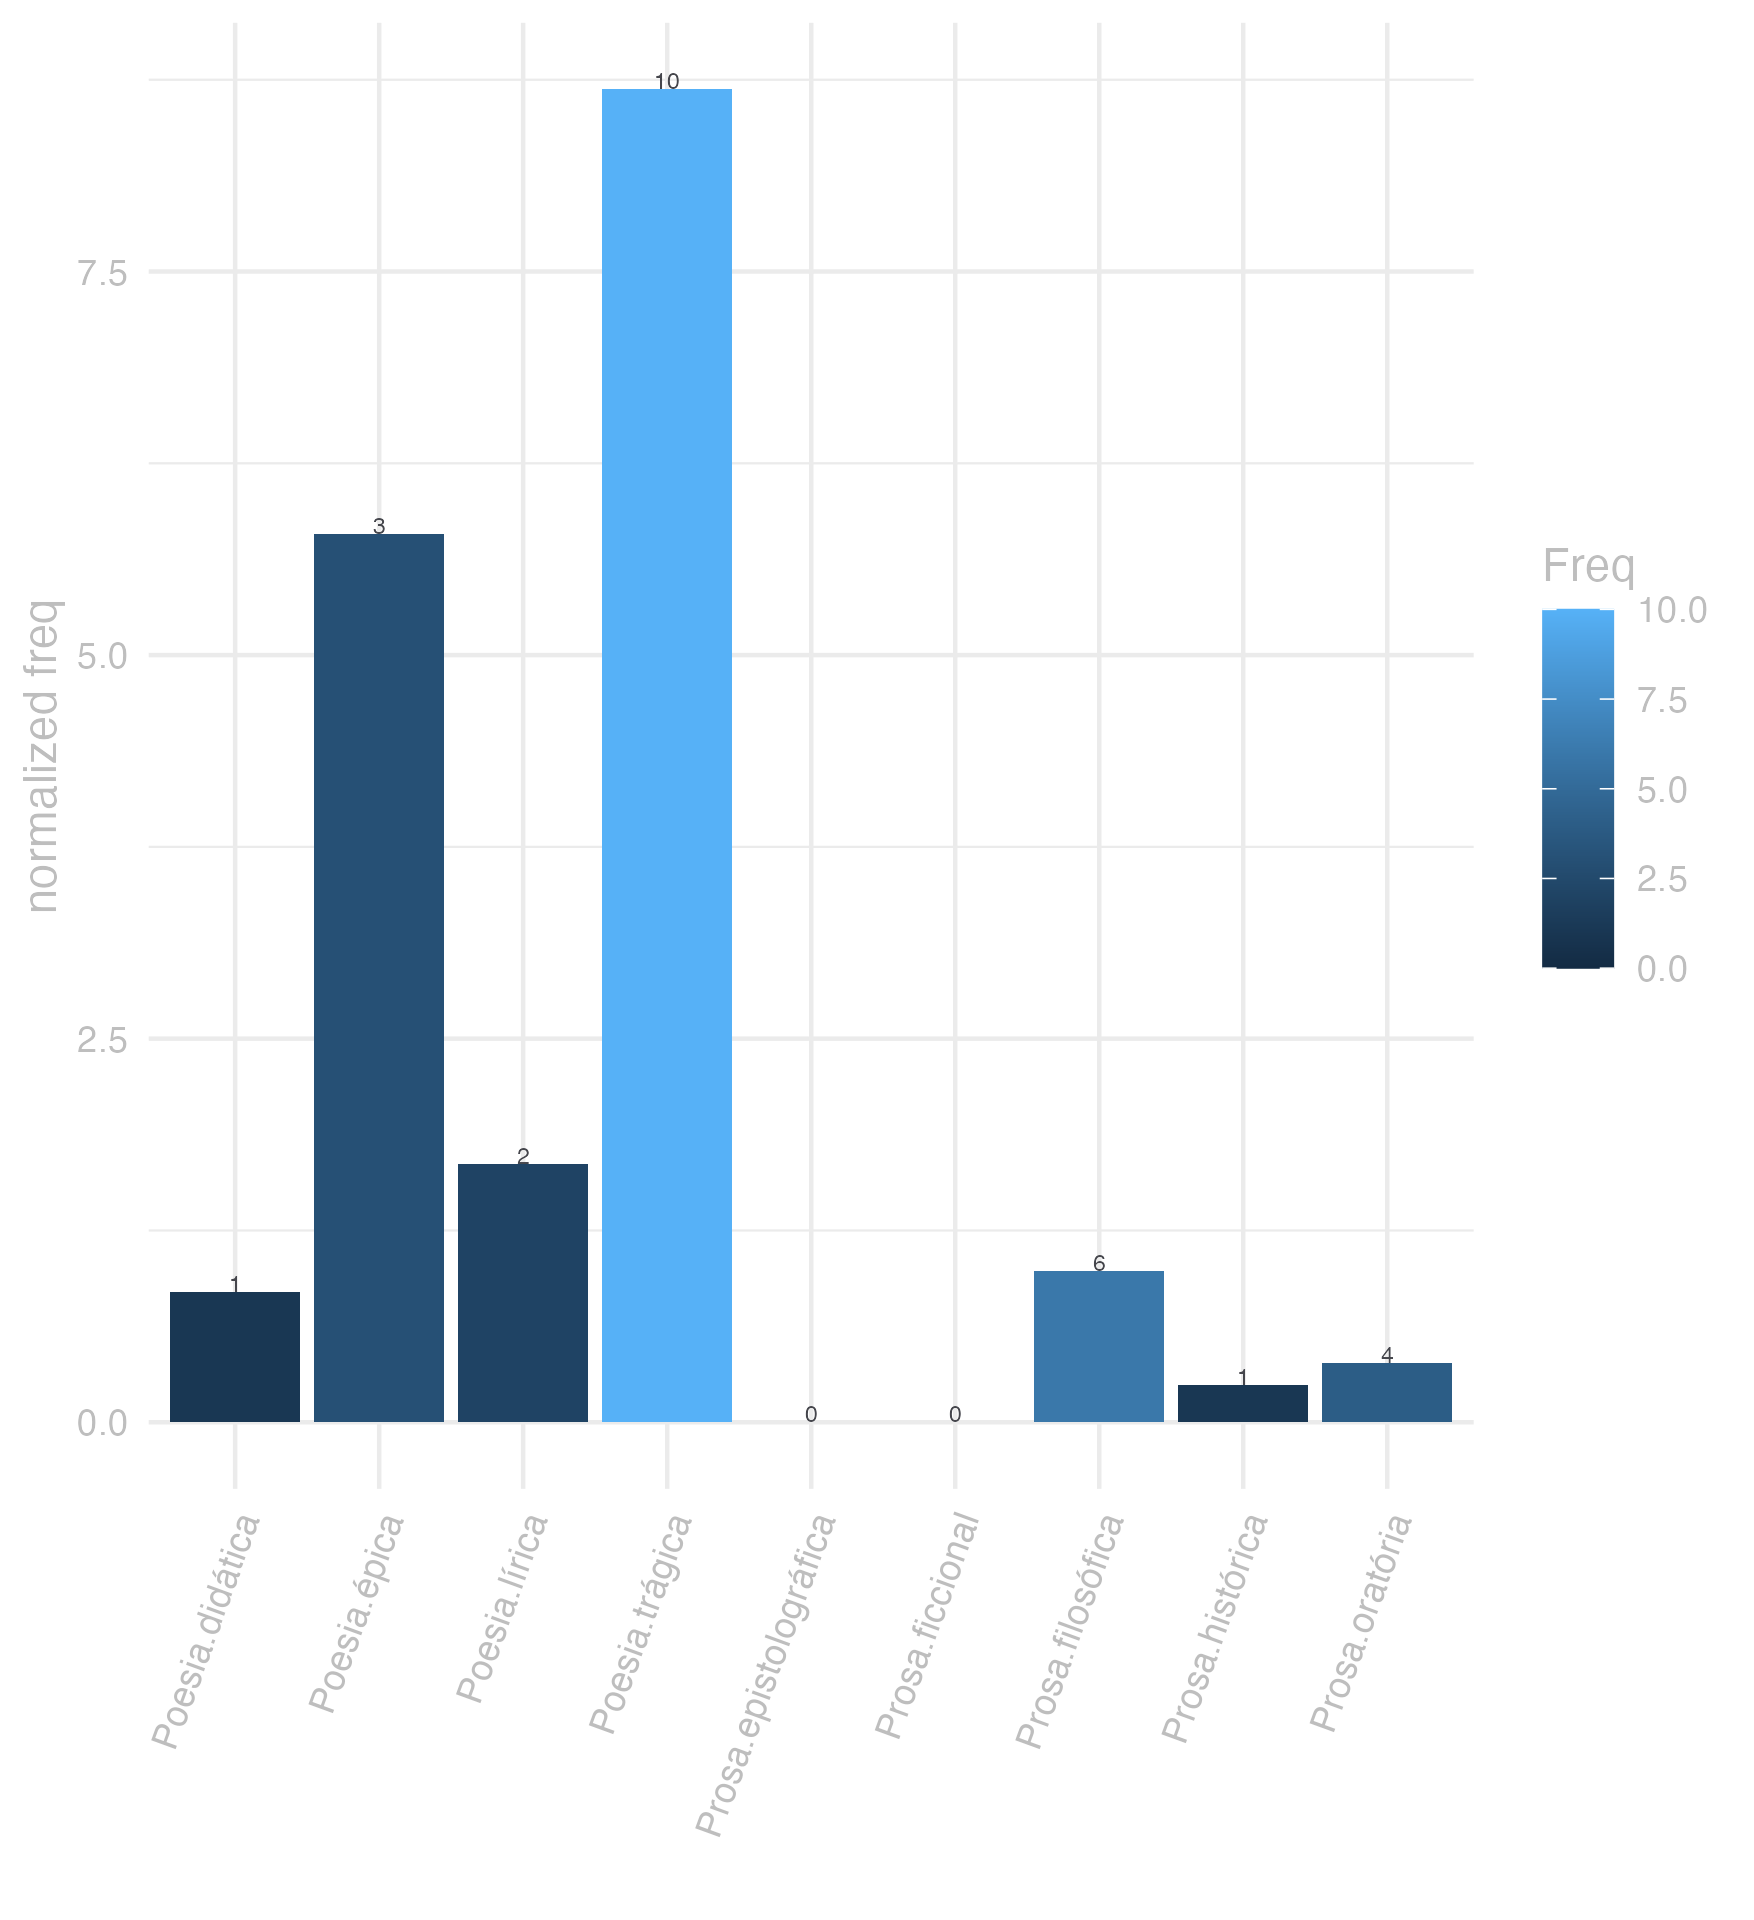 10
7.5
3
5.0
2.5
2
1
6
4
1
0
0
0.0
normalized freq
Poesia.didática
Poesia.épica
Poesia.lírica
Poesia.trágica
Prosa.epistolográfica
Prosa.ficcional
Prosa.filosófica
Prosa.histórica
Prosa.oratória
Freq
10.0
7.5
5.0
2.5
0.0